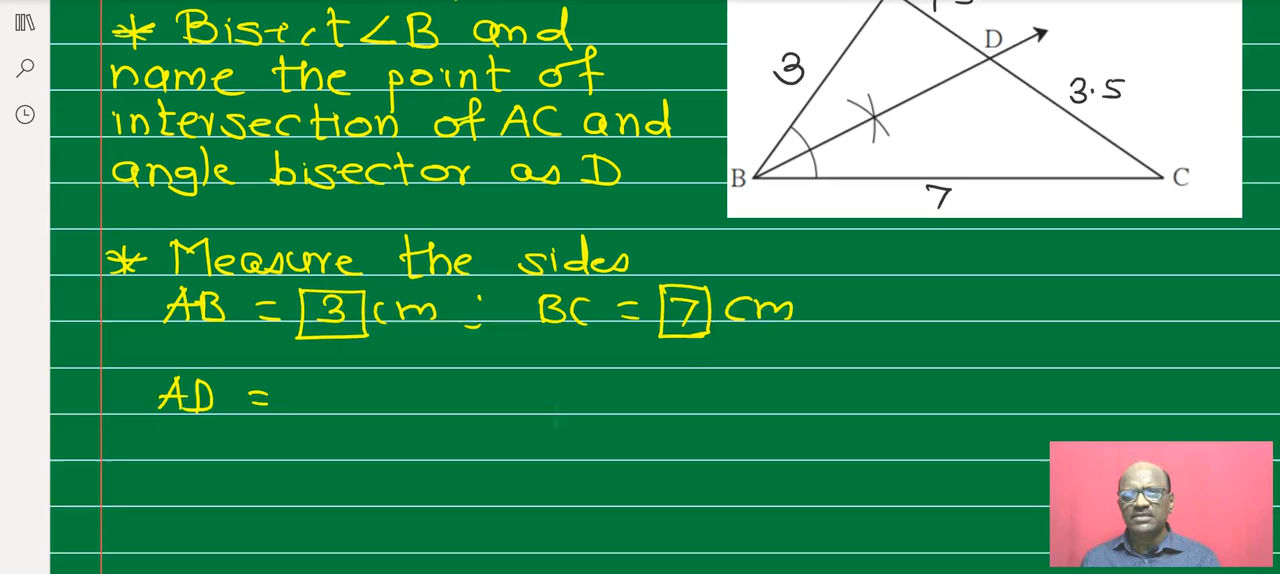 * Bisect ∠B and
name the point of
intersection of AC and
angle bisector as D
* Measure the sides
AB = 3 cm ; BC = 7 cm
AD =
D
3
3.5
B
C
7